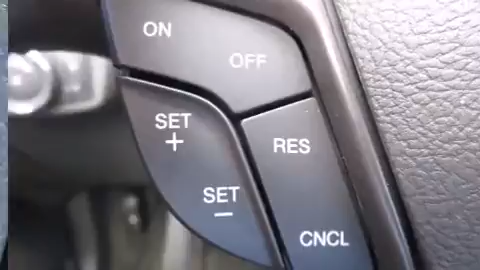 ON
OFF
SET
+
RES
SET
–
CNCL